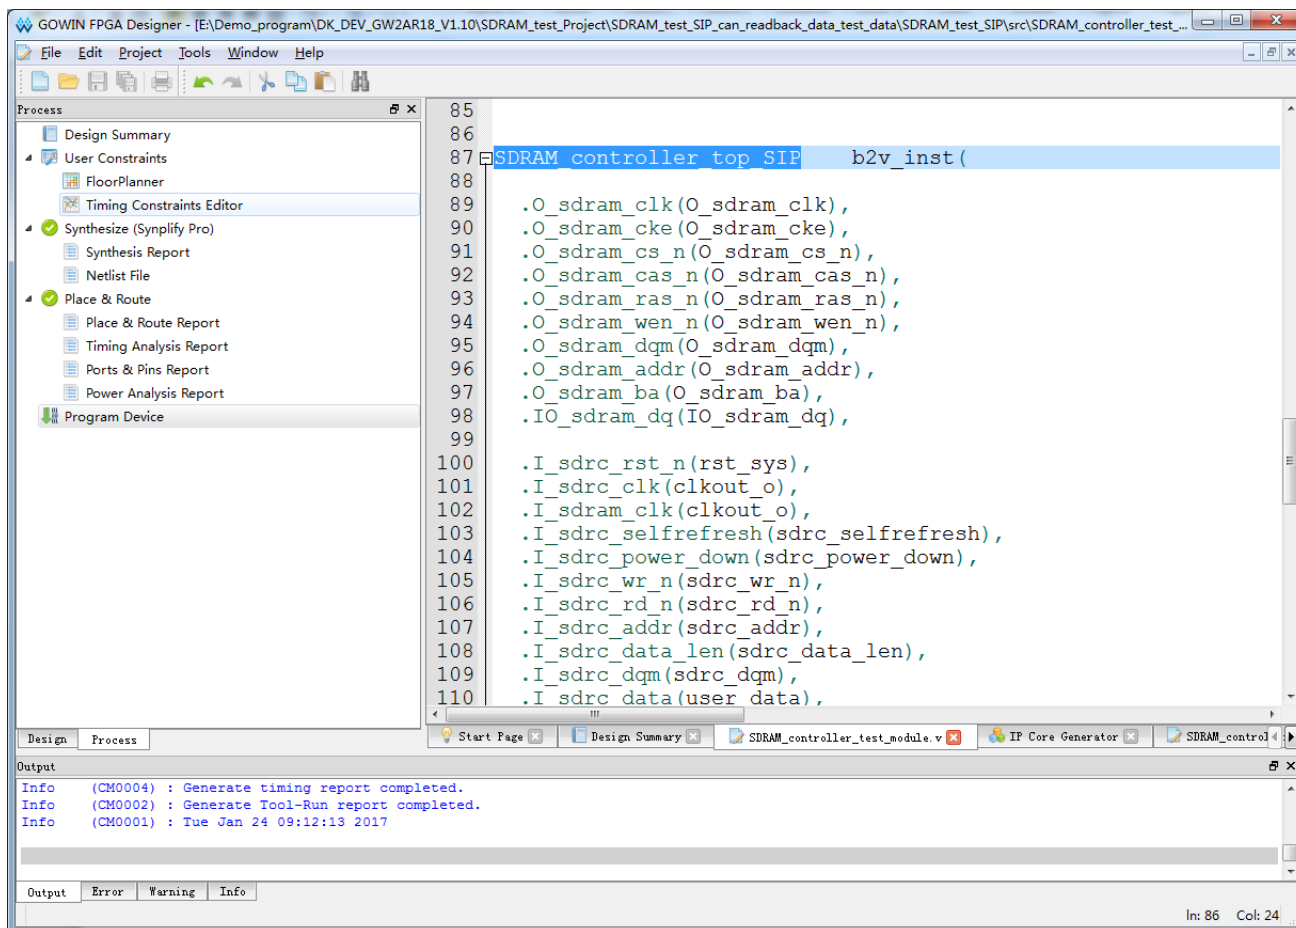 GOWIN FPGA Designer - [E:\Demo_program\DK_DEV_GW2AR18_V1.10\SDRAM_test_Project\SDRAM_test_SIP_can_readback_data_test_data\SDRAM_test_SIP\src\SDRAM_controller_test_...
File Edit Project Tools Window Help
Process
Design Summary
User Constraints
FloorPlanner
Timing Constraints Editor
Synthesize (Synplify Pro)
Synthesis Report
Netlist File
Place & Route
Place & Route Report
Timing Analysis Report
Ports & Pins Report
Power Analysis Report
Program Device
Design Process
85
86
87 SDRAM_controller_top_SIP b2v_inst(
88
89 .O_sdram_clk(O_sdram_clk),
90 .O_sdram_cke(O_sdram_cke),
91 .O_sdram_cs_n(O_sdram_cs_n),
92 .O_sdram_cas_n(O_sdram_cas_n),
93 .O_sdram_ras_n(O_sdram_ras_n),
94 .O_sdram_wen_n(O_sdram_wen_n),
95 .O_sdram_dqm(O_sdram_dqm),
96 .O_sdram_addr(O_sdram_addr),
97 .O_sdram_ba(O_sdram_ba),
98 .IO_sdram_dq(IO_sdram_dq),
99
100 .I_sdrc_rst_n(rst_sys),
101 .I_sdrc_clk(clkout_o),
102 .I_sdram_clk(clkout_o),
103 .I_sdrc_selfrefresh(sdrc_selfrefresh),
104 .I_sdrc_power_down(sdrc_power_down),
105 .I_sdrc_wr_n(sdrc_wr_n),
106 .I_sdrc_rd_n(sdrc_rd_n),
107 .I_sdrc_addr(sdrc_addr),
108 .I_sdrc_data_len(sdrc_data_len),
109 .I_sdrc_dqm(sdrc_dqm),
110 .I_sdrc_data(user_data),
Start Page Design Summary SDRAM_controller_test_module.v IP Core Generator SDRAM_control
Output
Info (CM0004) : Generate timing report completed.
Info (CM0002) : Generate Tool-Run report completed.
Info (CM0001) : Tue Jan 24 09:12:13 2017
Output Error Warning Info
ln: 86 Col: 24